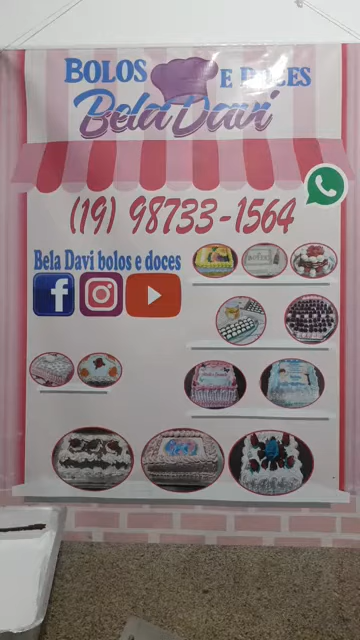 BOLOS E DOCES
Bela Davi
(19) 98733-1564
Bela Davi bolos e doces